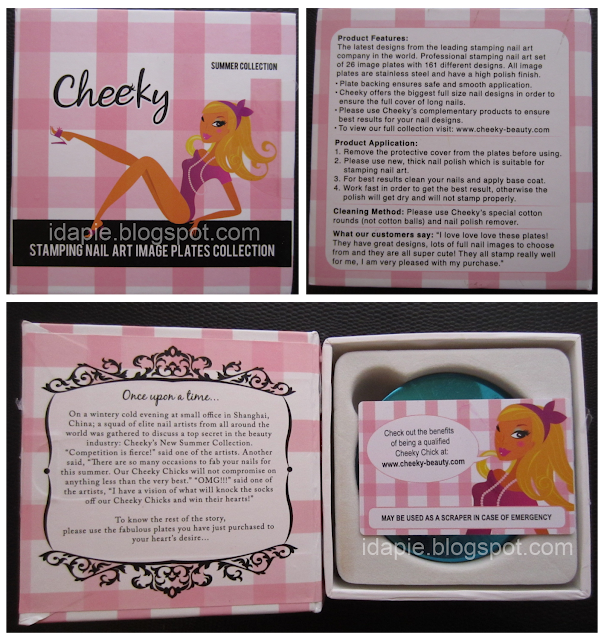 SUMMER COLLECTION
Cheeky
idapie.blogspot.com
STAMPING NAIL ART IMAGE PLATES COLLECTION
Product Features:
The latest designs from the leading stamping nail art
company in the world. Professional stamping nail art set
of 26 image plates with 161 different designs. All image
plates are stainless steel and have a high polish finish.
• Plate backing ensures safe and smooth application.
• Cheeky offers the biggest full size nail designs in order to
ensure the full cover of long nails.
• Please use Cheeky's complementary products to ensure
best results for your nail designs.
• To view our full collection visit: www.cheeky-beauty.com
Product Application:
1. Remove the protective cover from the plates before using.
2. Please use new, thick nail polish which is suitable for
stamping nail art.
3. For best results clean your nails and apply base coat.
4. Work fast in order to get the best result, otherwise the
polish will get dry and will not stamp properly.
Cleaning Method: Please use Cheeky's special cotton
rounds (not cotton balls) and nail polish remover.
What our customers say: "I love love love these plates!
They have great designs, lots of full nail images to choose
from and they are all super cute! They all stamp really well
for me, I am very pleased with my purchase."
Once upon a time...
On a wintery cold evening at small office in Shanghai,
China; a squad of elite nail artists from all around the
world was gathered to discuss a top secret in the beauty
industry: Cheeky's New Summer Collection.
"Competition is fierce!" said one of the artists. Another
said, "There are so many occasions to fab your nails for
this summer. Our Cheeky Chicks will not compromise on
anything less than the very best." "OMG!!!" said one of
the artists, "I have a vision of what will knock the socks
off our Cheeky Chicks and win their hearts!"
To know the rest of the story,
please use the fabulous plates you have just purchased to
your heart's desire...
Check out the benefits
of being a qualified
Cheeky Chick at:
www.cheeky-beauty.com
MAY BE USED AS A SCRAPER IN CASE OF EMERGENCY
idapie.blogspot.com